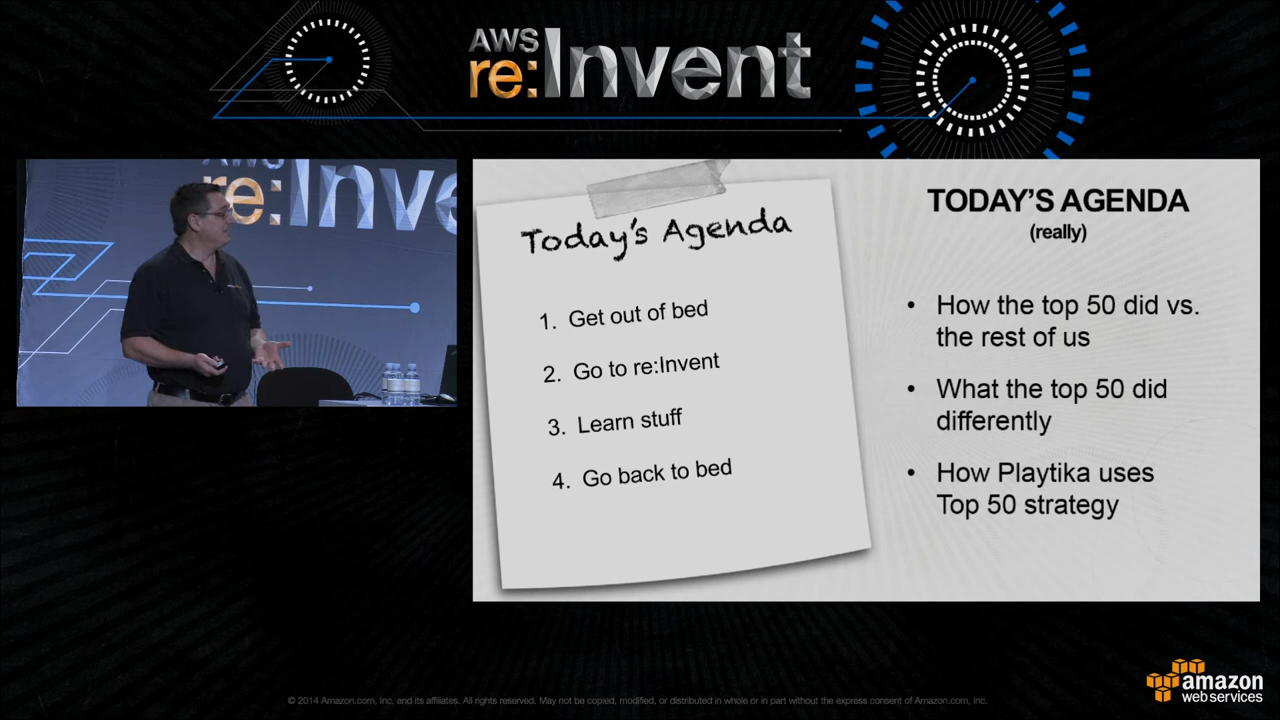 AWS
re:Invent
AWS
re:Inve
Today's Agenda
1. Get out of bed
2. Go to re:Invent
3. Learn stuff
4. Go back to bed
TODAY'S AGENDA
(really)
• How the top 50 did vs.
the rest of us
• What the top 50 did
differently
• How Playtika uses
Top 50 strategy
amazon
web services
© 2014 Amazon.com, Inc. and its affiliates. All rights reserved. May not be copied, modified, or distributed in whole or in part without the express consent of Amazon.com, Inc.